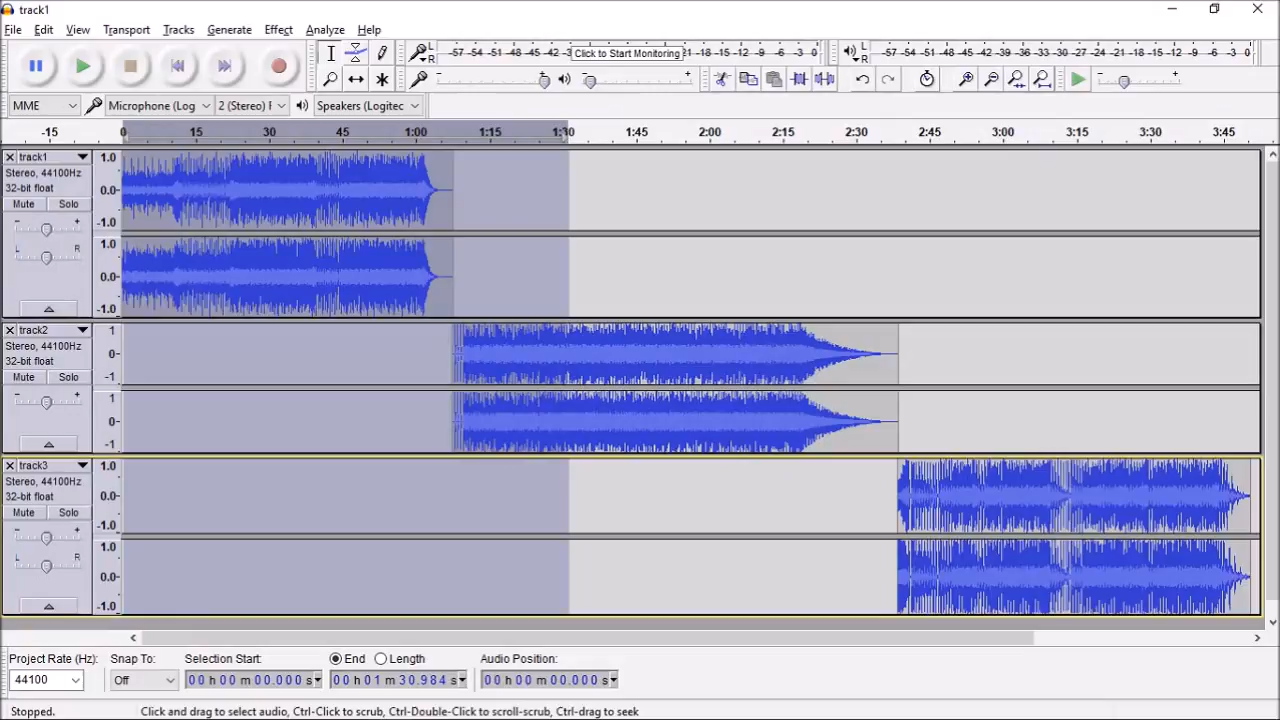 track1
File Edit View Transport Tracks Generate Effect Analyze Help
L R -57 -54 -51 -48 -45 -42 -3 Click to Start Monitoring 21 -18 -15 -12 -9 -6 -3 0
L R -57 -54 -51 -48 -45 -42 -39 -36 -33 -30 -27 -24 -21 -18 -15 -12 -9 -6 -3 0
MME Microphone (Log 2 (Stereo) F Speakers (Logitec
-15 0 15 30 45 1:00 1:15 1:30 1:45 2:00 2:15 2:30 2:45 3:00 3:15 3:30 3:45
track1
Stereo, 44100Hz
32-bit float
Mute Solo
- +
L R
1.0
0.0-
-1.0
1.0
0.0-
-1.0
track2
Stereo, 44100Hz
32-bit float
Mute Solo
- +
1
0-
-1
1
0-
-1
track3
Stereo, 44100Hz
32-bit float
Mute Solo
- +
L R
1.0
0.0-
-1.0
1.0
0.0-
-1.0
Project Rate (Hz): Snap To: Selection Start: End Length Audio Position:
44100 Off 00 h 00 m 00.000 s 00 h 01 m 30.984 s 00 h 00 m 00.000 s
Stopped. Click and drag to select audio, Ctrl-Click to scrub, Ctrl-Double-Click to scroll-scrub, Ctrl-drag to seek